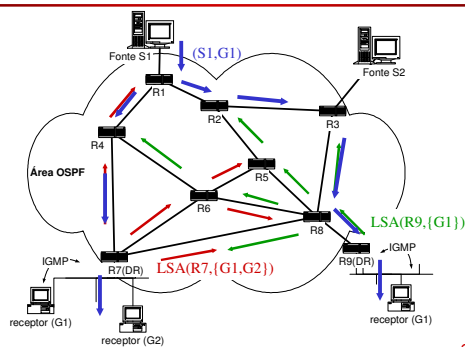 Fonte S1
(S1,G1)
Fonte S2
R1
R2
R3
R4
Área OSPF
R5
R6
R8
LSA(R9,{G1})
IGMP
R7(DR)
LSA(R7,{G1,G2})
R9(DR)
IGMP
receptor (G1)
receptor (G2)
receptor (G1)